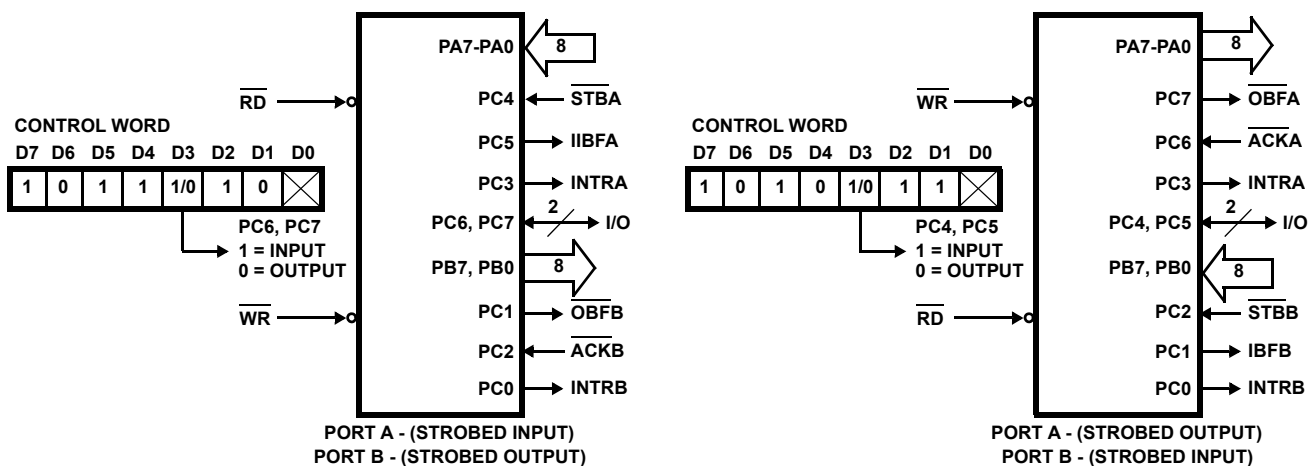 PA7-PA0 8
RD
PC4 STBA
CONTROL WORD
PC5 IIBFA
D7 D6 D5 D4 D3 D2 D1 D0
1 0 1 1 1/0 1 0
PC3 INTRA
PC6, PC7
1 = INPUT
0 = OUTPUT
PC6, PC7 2 I/O
PB7, PB0 8
WR
PC1 OBFB
PC2 ACKB
PC0 INTRB
PORT A - (STROBED INPUT)
PORT B - (STROBED OUTPUT)
PA7-PA0 8
WR
PC7 OBFA
CONTROL WORD
PC6 ACKA
D7 D6 D5 D4 D3 D2 D1 D0
1 0 1 0 1/0 1 1
PC3 INTRA
PC4, PC5
1 = INPUT
0 = OUTPUT
PC4, PC5 2 I/O
PB7, PB0 8
RD
PC2 STBB
PC1 IBFB
PC0 INTRB
PORT A - (STROBED OUTPUT)
PORT B - (STROBED INPUT)